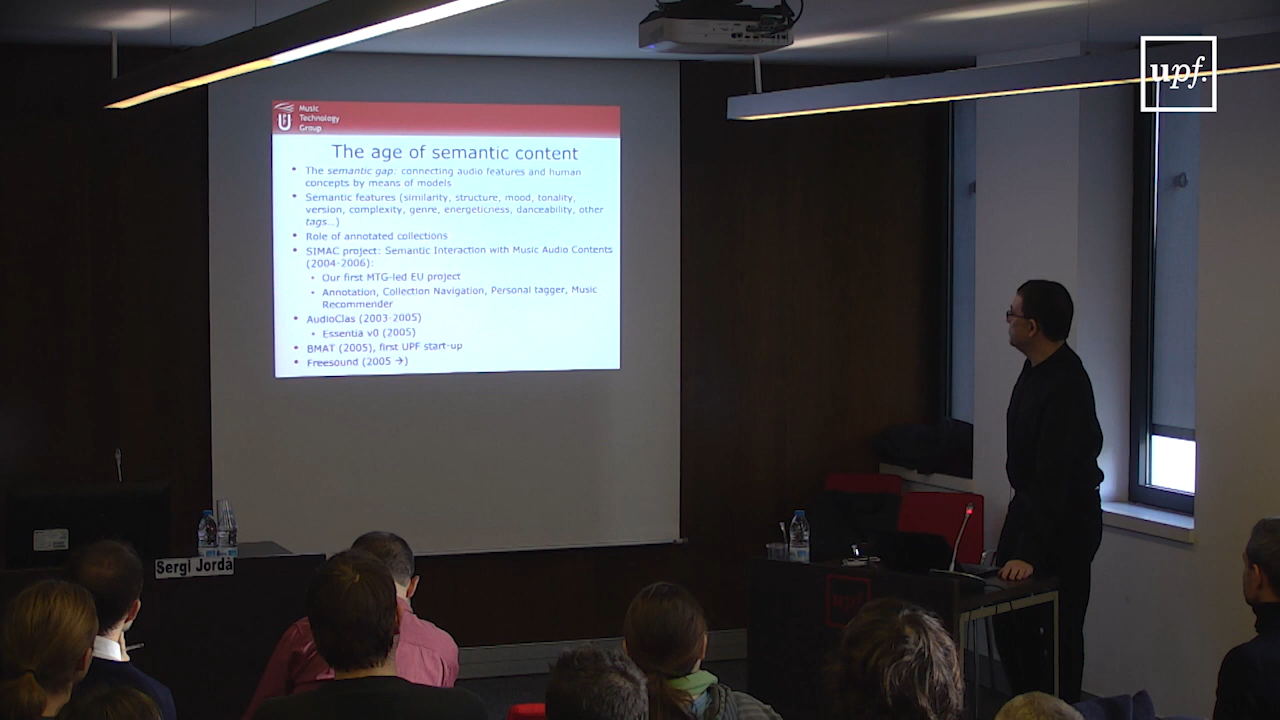 upf.
Music
Technology
Group
The age of semantic content
• The semantic gap: connecting audio features and human
concepts by means of models
• Semantic features (similarity, structure, mood, tonality,
version, complexity, genre, energeticness, danceability, other
tags...)
• Role of annotated collections
• SIMAC project: Semantic Interaction with Music Audio Contents
(2004-2006):
• Our first MTG-led EU project
• Annotation, Collection Navigation, Personal tagger, Music
Recommender
• AudioClas (2003-2005)
• Essentia v0 (2005)
• BMAT (2005), first UPF start-up
• Freesound (2005 →)
Sergi Jordà
upf.